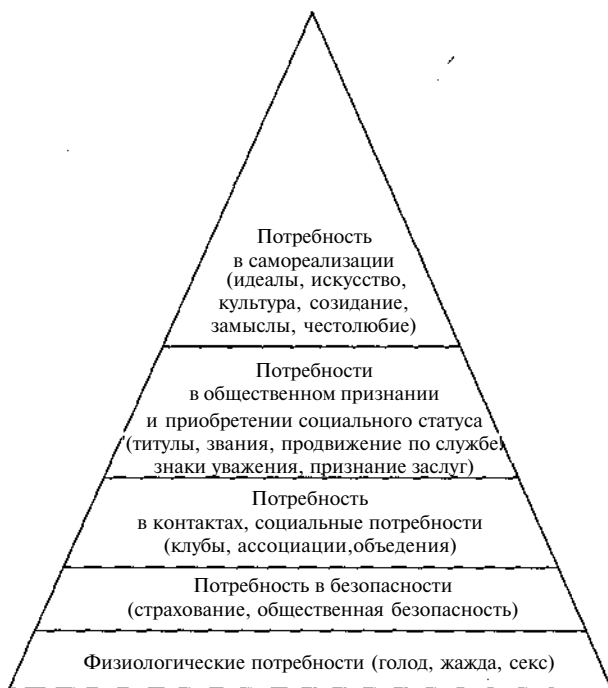 Потребность
в самореализации
(идеалы, искусство,
культура, созидание,
замыслы, честолюбие)
Потребности
в общественном признании
и приобретении социального статуса
(титулы, звания, продвижение по службе,
знаки уважения, признание заслуг)
Потребность
в контактах, социальные потребности
(клубы, ассоциации,объедения)
Потребность в безопасности
(страхование, общественная безопасность)
Физиологические потребности (голод, жажда, секс)